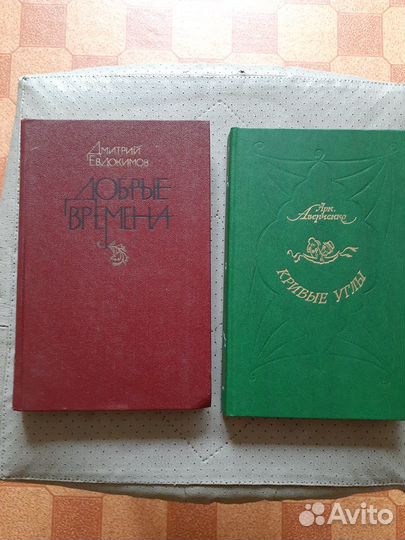 Дмитрий
Евдокимов
ДОБРЫЕ
ВРЕМЕНА
Арк.
Аверченко
КРИВЫЕ УГЛЫ
Avito